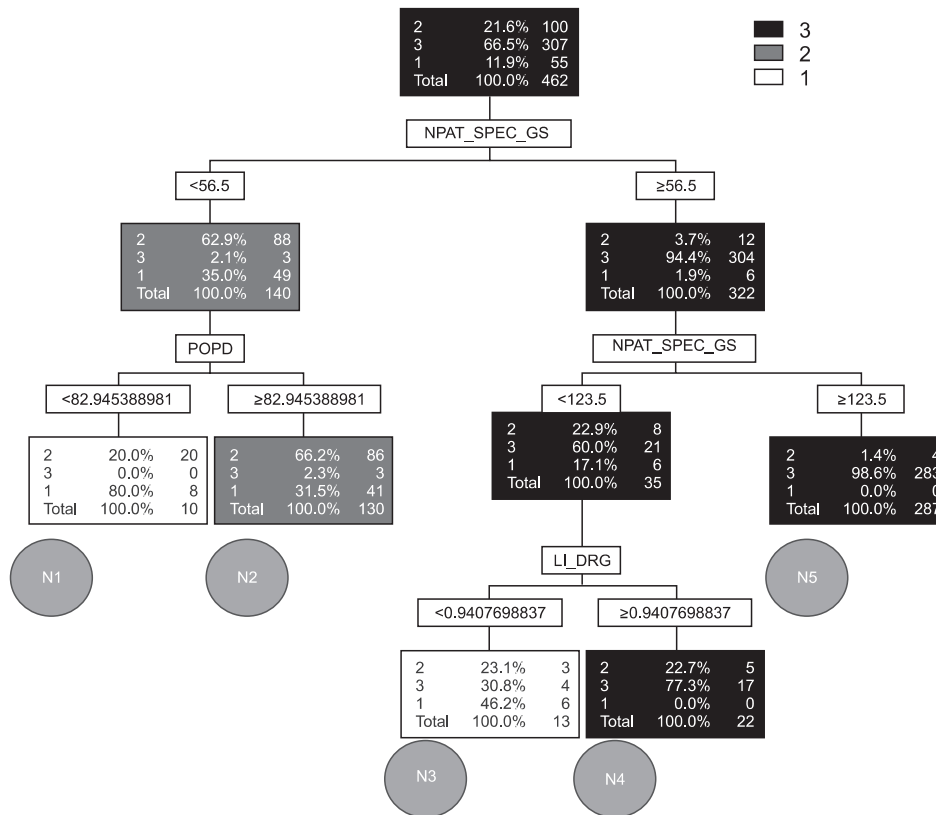 2 21.6% 100
3 66.5% 307
1 11.9% 55
Total 100.0% 462
3
2
1
NPAT_SPEC_GS
<56.5
≥56.5
2 62.9% 88
3 2.1% 3
1 35.0% 49
Total 100.0% 140
2 3.7% 12
3 94.4% 304
1 1.9% 6
Total 100.0% 322
POPD
NPAT_SPEC_GS
<82.945388981
≥82.945388981
<123.5
≥123.5
2 20.0% 20
3 0.0% 0
1 80.0% 8
Total 100.0% 10
2 66.2% 86
3 2.3% 3
1 31.5% 41
Total 100.0% 130
2 22.9% 8
3 60.0% 21
1 17.1% 6
Total 100.0% 35
2 1.4% 4
3 98.6% 283
1 0.0% 0
Total 100.0% 287
N1
N2
LI_DRG
N5
<0.9407698837
≥0.9407698837
2 23.1% 3
3 30.8% 4
1 46.2% 6
Total 100.0% 13
2 22.7% 5
3 77.3% 17
1 0.0% 0
Total 100.0% 22
N3
N4